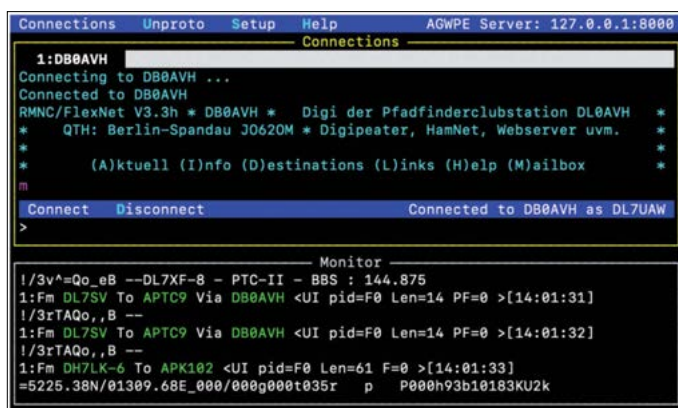 Connections Unproto Setup Help AGWPE Server: 127.0.0.1:8000
Connections
1:DB0AVH
Connecting to DB0AVH ...
Connected to DB0AVH
RMNC/FlexNet V3.3h * DB0AVH * Digi der Pfadfinderclubstation DL0AVH *
* QTH: Berlin-Spandau JO62OM * Digipeater, HamNet, Webserver uvm. *
* *
* (A)ktuell (I)nfo (D)estinations (L)inks (H)elp (M)ailbox *
m
Connect Disconnect Connected to DB0AVH as DL7UAW
>
Monitor
!/3v^=Qo_eB --DL7XF-8 - PTC-II - BBS : 144.875
1:Fm DL7SV To APTC9 Via DB0AVH <UI pid=F0 Len=14 PF=0 >[14:01:31]
!/3rTAQo,,B --
1:Fm DL7SV To APTC9 Via DB0AVH <UI pid=F0 Len=14 PF=0 >[14:01:32]
!/3rTAQo,,B --
1:Fm DH7LK-6 To APK102 <UI pid=F0 Len=61 F=0 >[14:01:33]
=5225.38N/01309.68E_000/000g000t035r p P000h93b10183KU2k